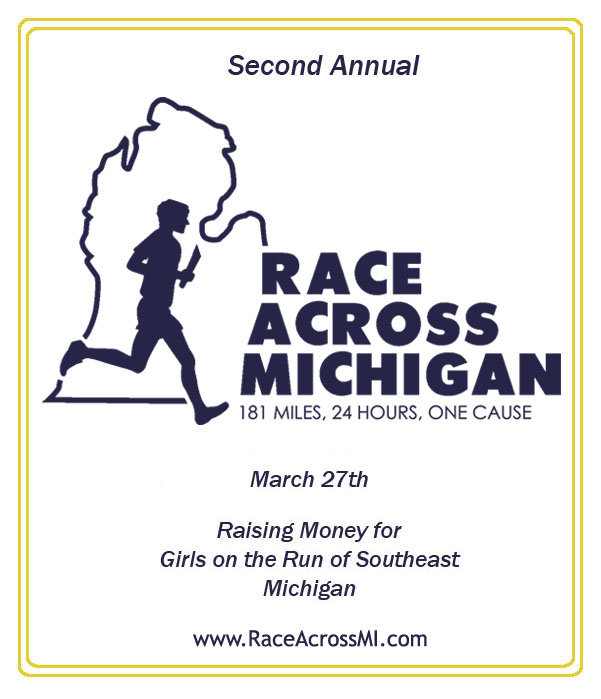 Second Annual
RACE
ACROSS
MICHIGAN
181 MILES, 24 HOURS, ONE CAUSE
March 27th
Raising Money for
Girls on the Run of Southeast
Michigan
www.RaceAcrossMI.com